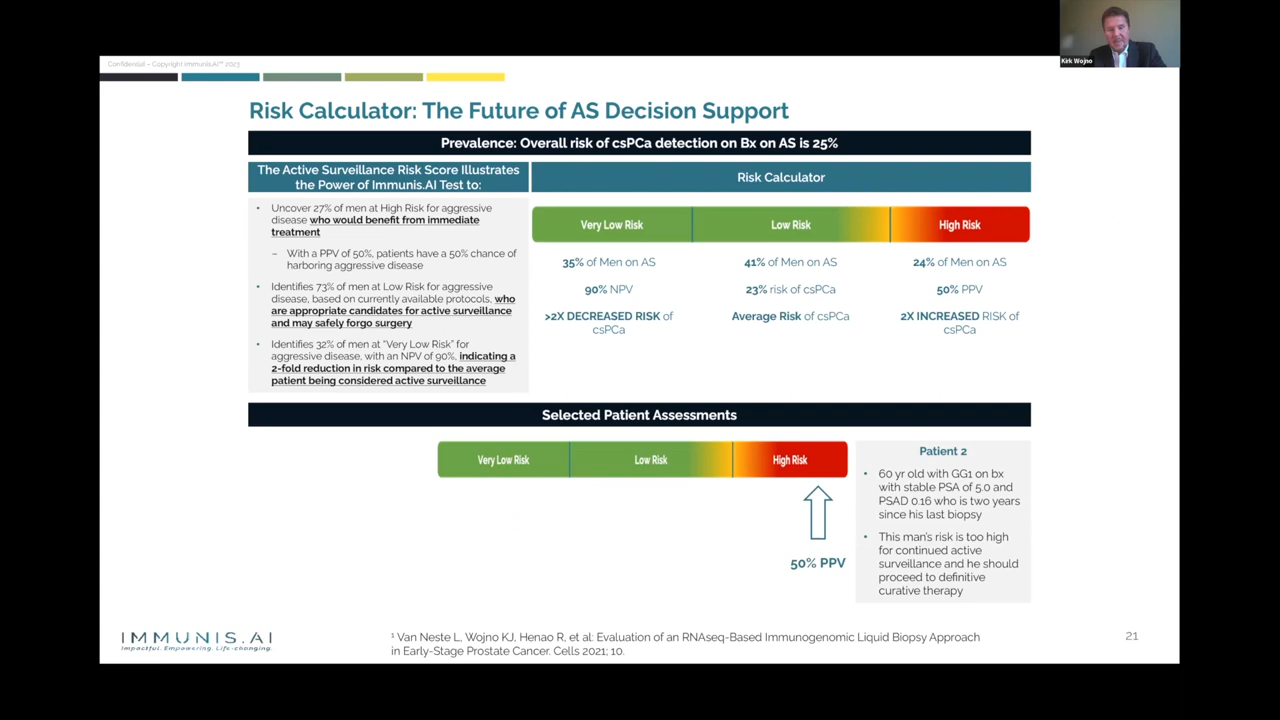 Confidential – Copyright Immunis.AI™ 2023
Kirk Wojno
Risk Calculator: The Future of AS Decision Support
Prevalence: Overall risk of csPCa detection on Bx on AS is 25%
The Active Surveillance Risk Score Illustrates
the Power of Immunis.AI Test to:
• Uncover 27% of men at High Risk for aggressive
disease who would benefit from immediate
treatment
– With a PPV of 50%, patients have a 50% chance of
harboring aggressive disease
• Identifies 73% of men at Low Risk for aggressive
disease, based on currently available protocols, who
are appropriate candidates for active surveillance
and may safely forgo surgery
• Identifies 32% of men at "Very Low Risk" for
aggressive disease, with an NPV of 90%, indicating a
2-fold reduction in risk compared to the average
patient being considered active surveillance
Risk Calculator
Very Low Risk Low Risk High Risk
35% of Men on AS 41% of Men on AS 24% of Men on AS
90% NPV 23% risk of csPCa 50% PPV
>2X DECREASED RISK of Average Risk of csPCa 2X INCREASED RISK of
csPCa csPCa
Selected Patient Assessments
Very Low Risk Low Risk High Risk
50% PPV
Patient 2
• 60 yr old with GG1 on bx
with stable PSA of 5.0 and
PSAD 0.16 who is two years
since his last biopsy
• This man's risk is too high
for continued active
surveillance and he should
proceed to definitive
curative therapy
IMMUNIS.AI
Impactful. Empowering. Life-changing.
¹ Van Neste L, Wojno KJ, Henao R, et al: Evaluation of an RNAseq-Based Immunogenomic Liquid Biopsy Approach
in Early-Stage Prostate Cancer. Cells 2021; 10.
21